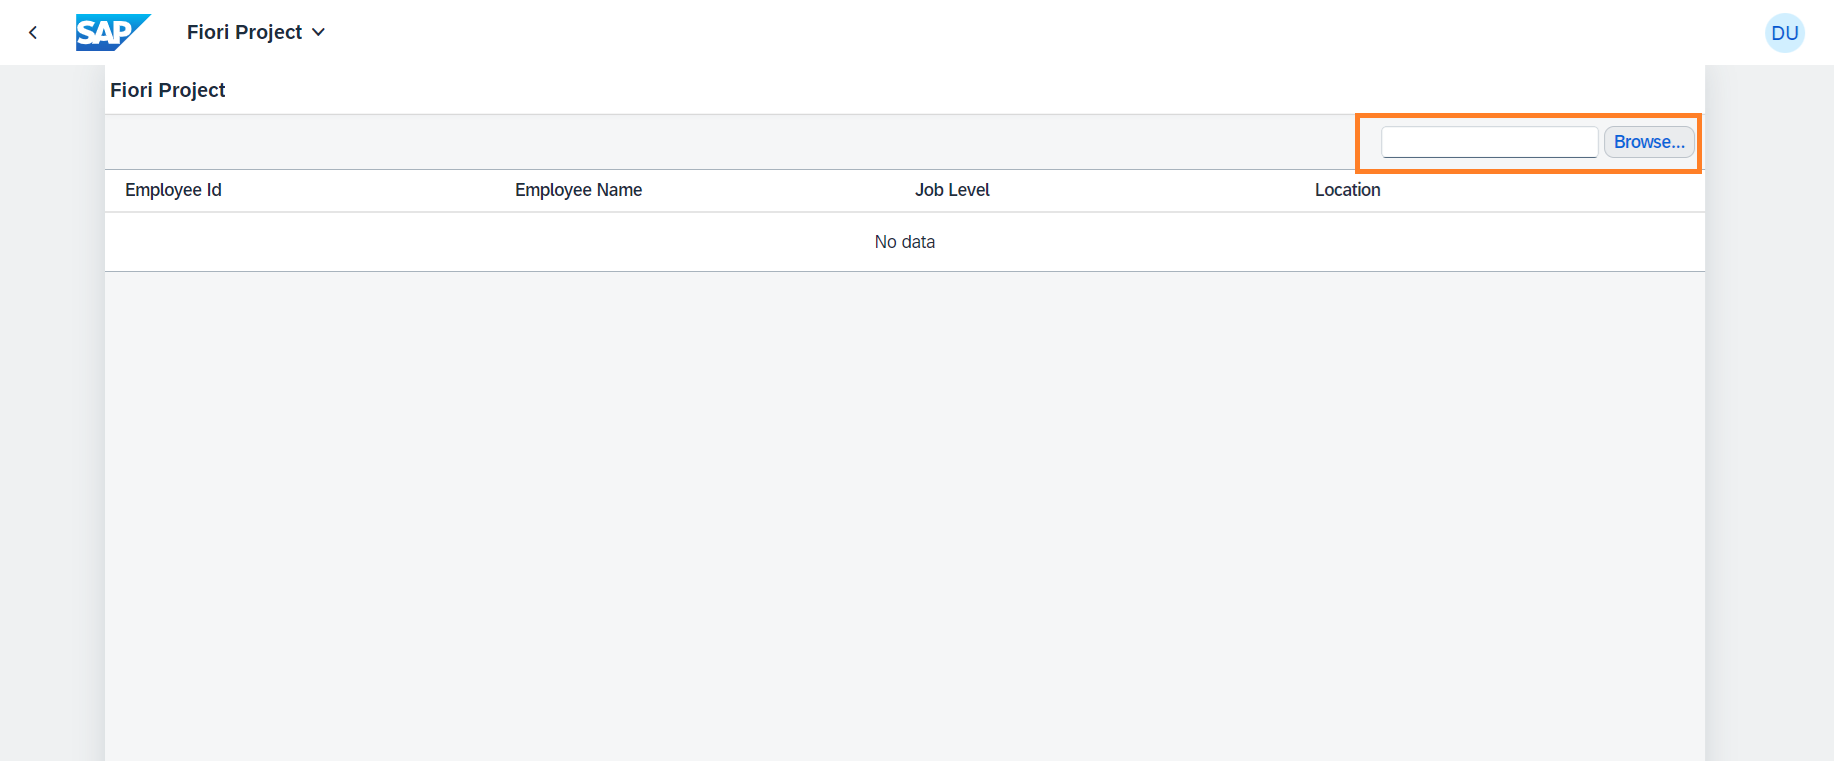 SAP Fiori Project DU
Fiori Project
Browse...
Employee Id Employee Name Job Level Location
No data